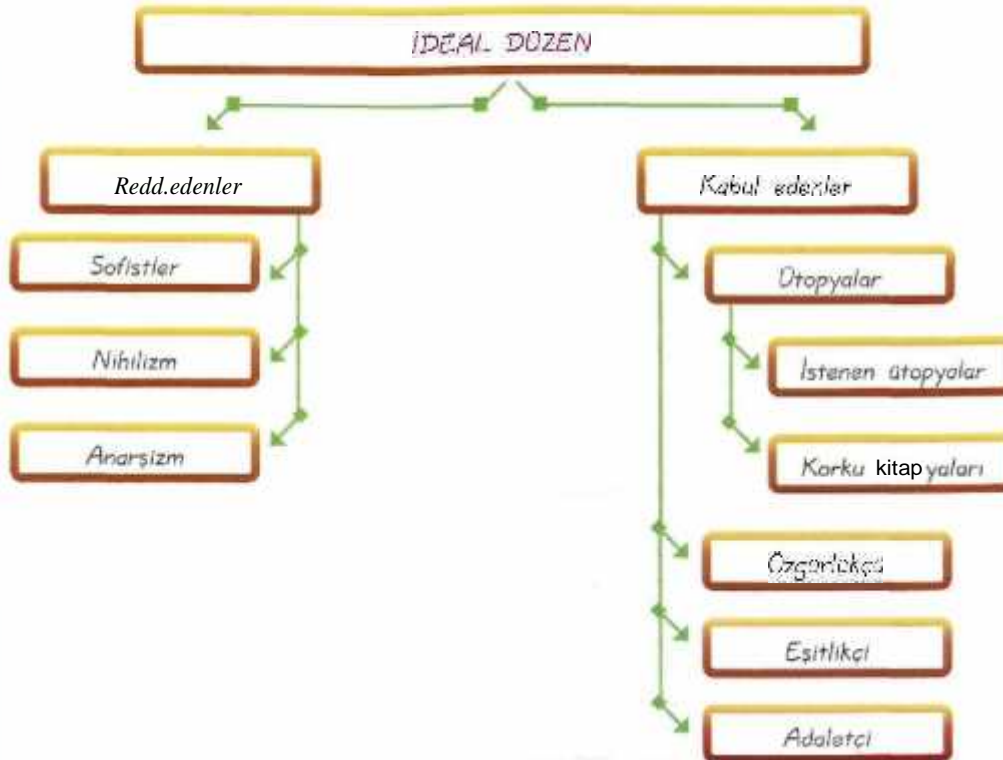 İDEAL DÜZEN
Redd.edenler
Kabul edenler
Sofistler
Nihilizm
Anarşizm
Ütopyalar
İstenen ütopyalar
Korku kitap yaları
Özgürlükçü
Eşitlikçi
Adaletçi